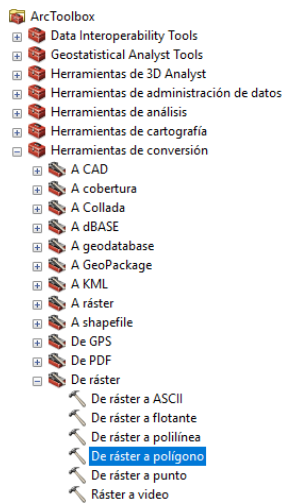 ArcToolbox
Data Interoperability Tools
Geostatistical Analyst Tools
Herramientas de 3D Analyst
Herramientas de administración de datos
Herramientas de análisis
Herramientas de cartografía
Herramientas de conversión
A CAD
A cobertura
A Collada
A dBASE
A geodatabase
A GeoPackage
A KML
A ráster
A shapefile
De GPS
De PDF
De ráster
De ráster a ASCII
De ráster a flotante
De ráster a polilínea
De ráster a polígono
De ráster a punto
Ráster a video